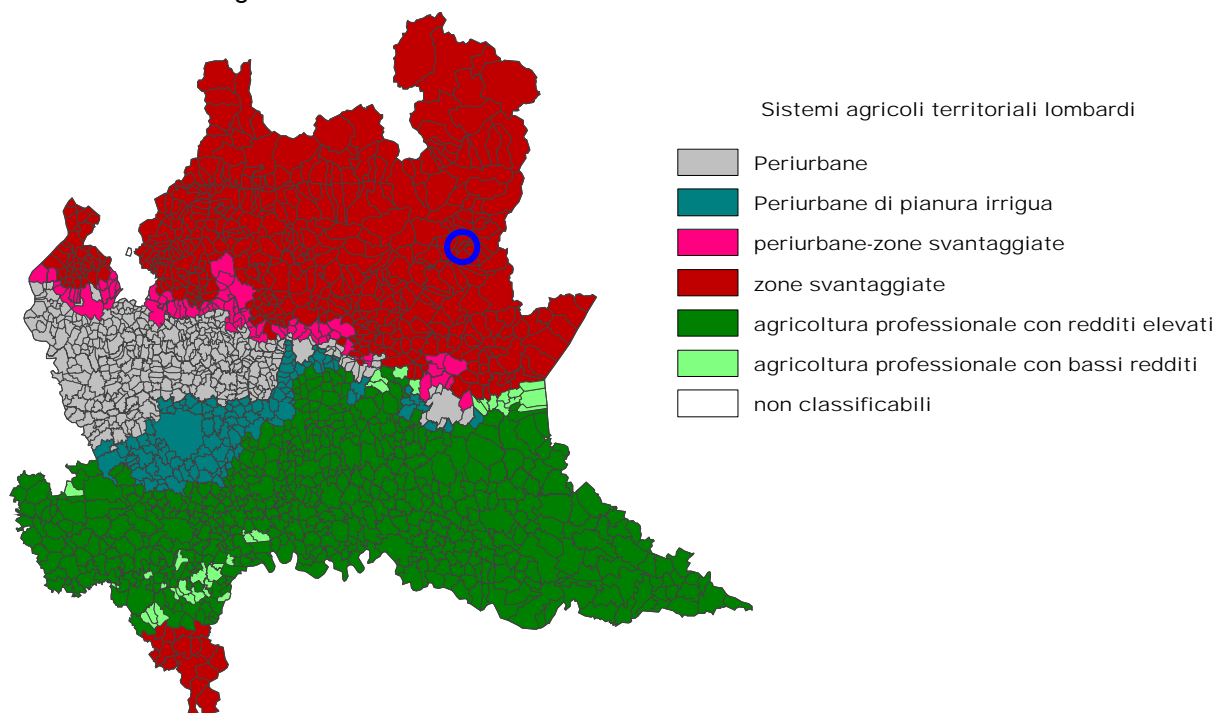 Sistemi agricoli territoriali lombardi
Periurbane
Periurbane di pianura irrigua
periurbane-zone svantaggiate
zone svantaggiate
agricoltura professionale con redditi elevati
agricoltura professionale con bassi redditi
non classificabili